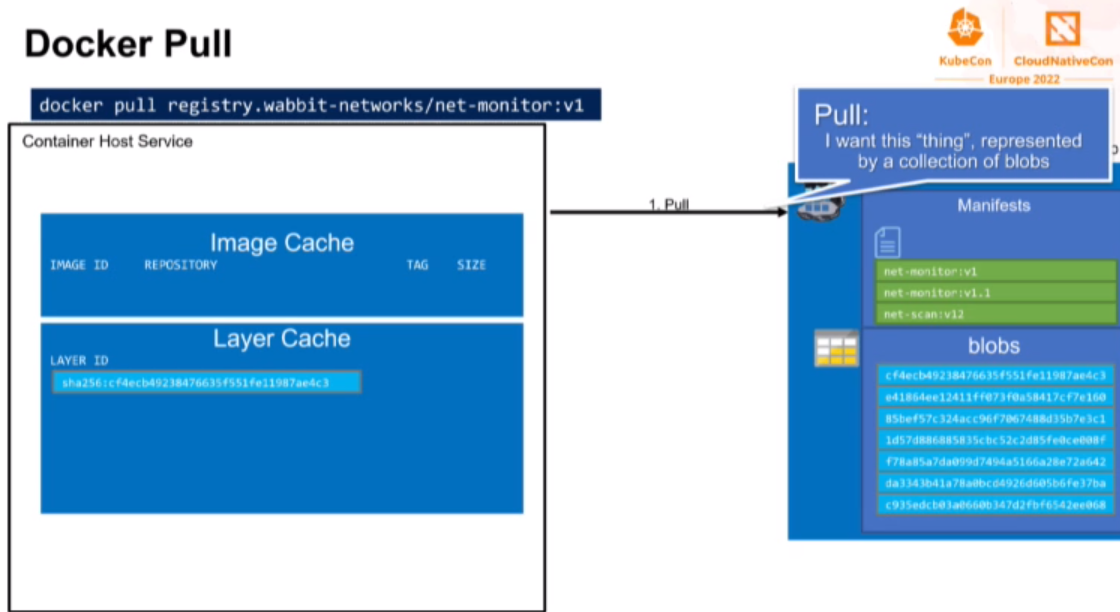 Docker Pull
KubeCon
CloudNativeCon
Europe 2022
docker pull registry.wabbit-networks/net-monitor:v1
Container Host Service
Image Cache
IMAGE ID REPOSITORY TAG SIZE
Layer Cache
LAYER ID
sha256:cf4ecb49238476635f551fe11987ae4c3
1. Pull
Pull:
I want this “thing”, represented
by a collection of blobs
Manifests
net-monitor:v1
net-monitor:v1.1
net-scan:v12
blobs
cf4ecb49238476635f551fe11987ae4c3
e41864ee12411ff073f0a58417cf7e160
85bef57c324acc96f7067488d35b7e3c1
1d57d886885835cbc52c2d85fe0ce008f
f78a85a7da099d7494a5166a28e72a642
da3343b41a78a0bcd4926d605b6fe37ba
c935edcb03a0660b347d2fbf6542ee068